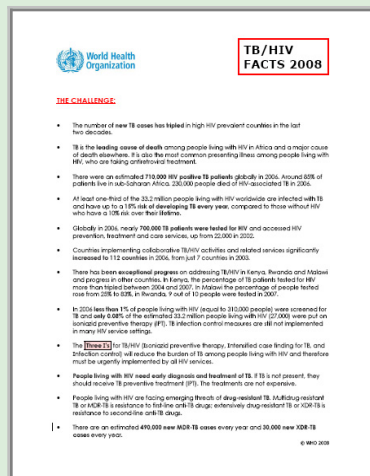 World Health
Organization
TB/HIV
FACTS 2008
THE CHALLENGE:
• The number of new TB cases has tripled in high HIV prevalent countries in the last
two decades.
• TB is the leading cause of death among people living with HIV in Africa and a major cause
of death elsewhere. It is also the most common presenting illness among people living with
HIV, who are taking antiretroviral treatment.
• There were an estimated 710,000 HIV positive TB patients globally in 2006. Around 85% of
patients live in sub-Saharan Africa. 230,000 people died of HIV-associated TB in 2006.
• At least one-third of the 33.2 million people living with HIV worldwide are infected with TB
and have up to a 15% risk of developing TB every year, compared to those without HIV
who have a 10% risk over their lifetime.
• Globally in 2006, nearly 700,000 TB patients were tested for HIV and accessed HIV
prevention, treatment and care services, up from 22,000 in 2002.
• Countries implementing collaborative TB/HIV activities and related services significantly
increased to 112 countries in 2006, from just 7 countries in 2003.
• There has been exceptional progress on addressing TB/HIV in Kenya, Rwanda and Malawi
and progress in other countries. In Kenya, the percentage of TB patients tested for HIV
more than tripled between 2004 and 2007. In Malawi the percentage of people tested
rose from 25% to 83%, in Rwanda, 9 out of 10 people were tested in 2007.
• In 2006 less than 1% of people living with HIV (equal to 310,000 people) were screened for
TB and only 0.08% of the estimated 33.2 million people living with HIV (27,000) were put on
isoniazid preventive therapy (IPT). TB infection control measures are still not implemented
in many HIV service settings.
• The Three I's for TB/HIV (Isoniazid preventive therapy, Intensified case finding for TB, and
Infection control) will reduce the burden of TB among people living with HIV and therefore
must be urgently implemented by all HIV services.
• People living with HIV need early diagnosis and treatment of TB. If TB is not present, they
should receive TB preventive treatment (IPT). The treatments are not expensive.
• People living with HIV are facing emerging threats of drug-resistant TB. Multidrug-resistant
TB or MDR-TB is resistance to first-line anti-TB drugs; extensively drug-resistant TB or XDR-TB is
resistance to second-line anti-TB drugs.
• There are an estimated 490,000 new MDR-TB cases every year and 30,000 new XDR-TB
cases every year.
© WHO 2008